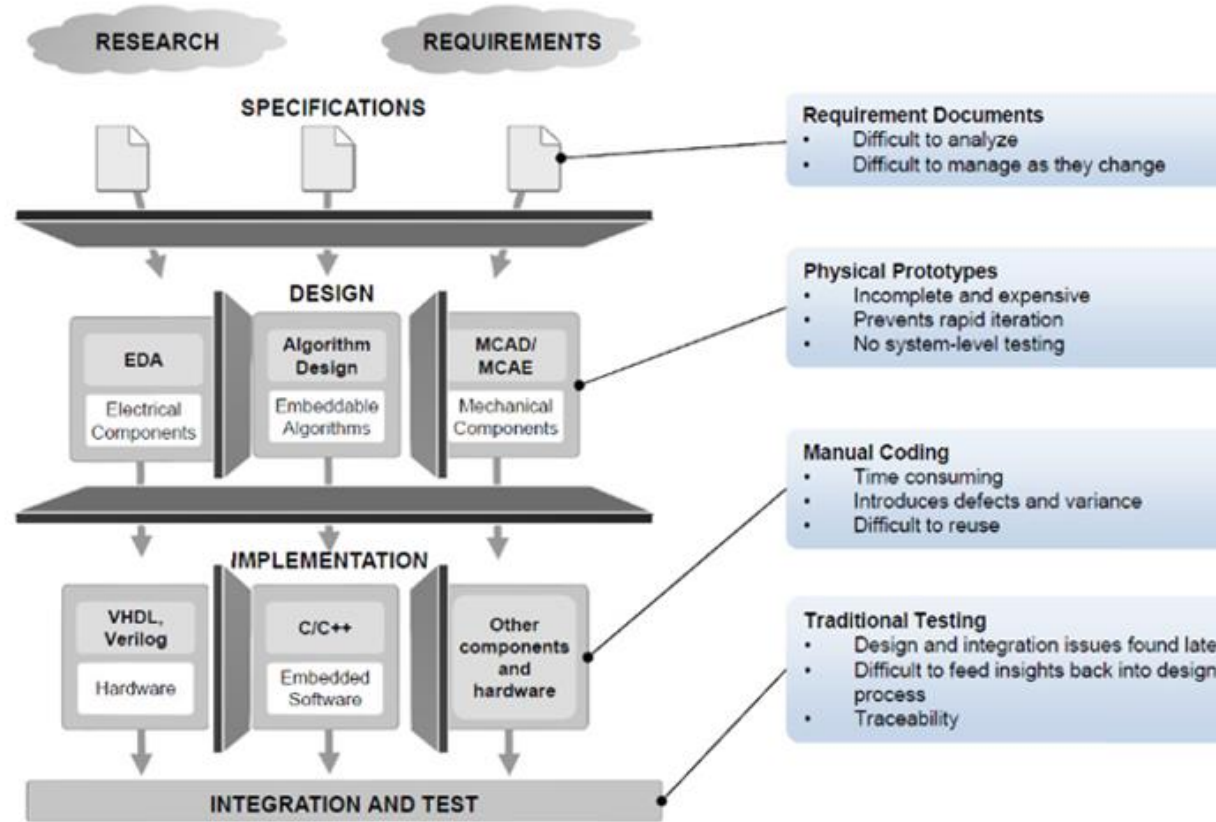 RESEARCH
REQUIREMENTS
SPECIFICATIONS
DESIGN
EDA
Electrical
Components
Algorithm
Design
Embeddable
Algorithms
MCAD/
MCAE
Mechanical
Components
IMPLEMENTATION
VHDL,
Verilog
Hardware
C/C++
Embedded
Software
Other
components
and
hardware
INTEGRATION AND TEST
Requirement Documents
• Difficult to analyze
• Difficult to manage as they change
Physical Prototypes
• Incomplete and expensive
• Prevents rapid iteration
• No system-level testing
Manual Coding
• Time consuming
• Introduces defects and variance
• Difficult to reuse
Traditional Testing
• Design and integration issues found late
• Difficult to feed insights back into design
process
• Traceability